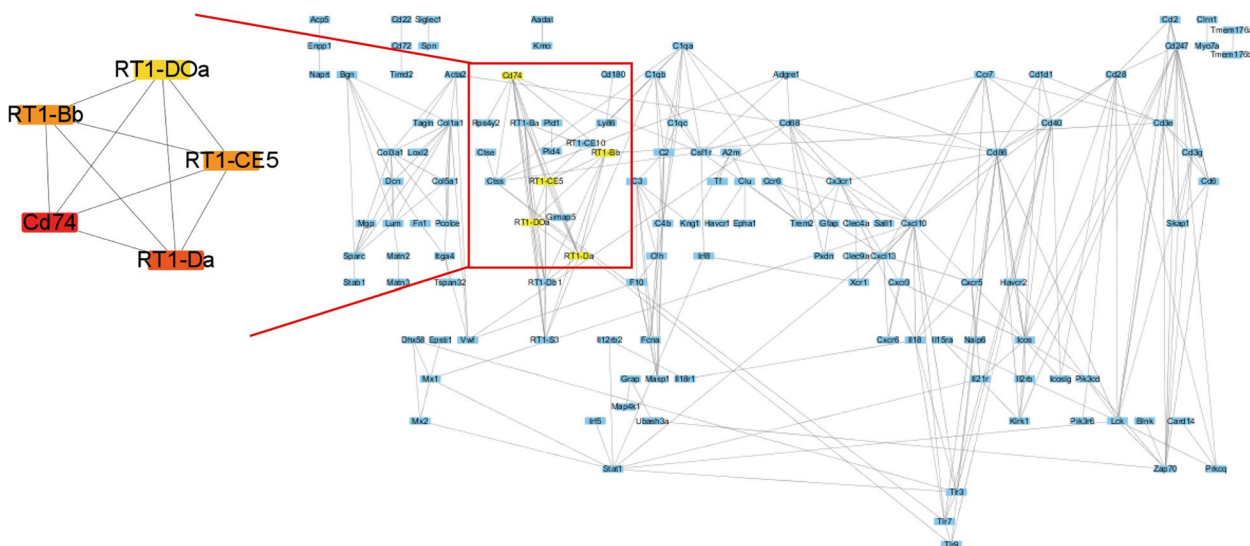 RT1-DOa
RT1-Bb
RT1-CE5
Cd74
RT1-Da
Acp5 Cd22 Siglec1 Aadat Cd2 Clrn1
Tmem176a
Enpp1 Cd72 Spn Kmo C1qa Cd247 Myo7a
Tmem176b
Naprt Bgn Timd2 Acta2 Cd74 Cd180 C1qb Adgre1 Ccr7 Cd1d1 Cd28
Tagln Col1a1 Rps4y2 RT1-Ba Pld1 Ly86 C1qc Cd68 Cd40 Cd3e
RT1-CE10
Col3a1 Loxl2 Ctse Pld4 RT1-Bb C2 Csf1r A2m Cd86 Cd3g
Dcn Col5a1 Ctss RT1-CE5 C3 Tf Clu Ccr6 Cx3cr1 Cd6
Gimap5
Mgp Lum Fn1 Pcolce RT1-DOa C4b Kng1 Havcr1 Epha1 Trem2 Gfap Clec4a Sall1 Cxcl10 Skap1
Sparc Matn2 Itga4 RT1-Da Cfh Irf8 Pxdn Clec9a Cxcl13
Stab1 Matn3 Tspan32 RT1-Db1 F10 Xcr1 Cxcr3 Cxcr5 Havcr2
Dhx58 Epsti1 Vwf RT1-S3 Il12rb2 Fcna Cxcr6 Il18 Il15ra Naip6 Icos
Mx1 Grap Masp1 Il18r1 Il21r Il2rb Icoslg Pik3cd
Map4k1
Mx2 Irf5 Ubash3a Klrk1 Pik3r6 Lck Blnk Card14
Stat1 Zap70 Prkcq
Tlr3
Tlr7
Tlr9